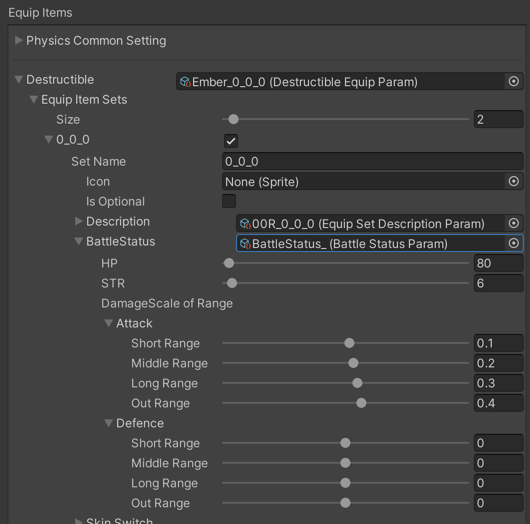 Equip Items
Physics Common Setting
Destructible Ember_0_0_0 (Destructible Equip Param)
Equip Item Sets
Size 2
0_0_0
Set Name 0_0_0
Icon None (Sprite)
Is Optional
Description 00R_0_0_0 (Equip Set Description Param)
BattleStatus BattleStatus_ (Battle Status Param)
HP 80
STR 6
DamageScale of Range
Attack
Short Range 0.1
Middle Range 0.2
Long Range 0.3
Out Range 0.4
Defence
Short Range 0
Middle Range 0
Long Range 0
Out Range 0
Skin Switch